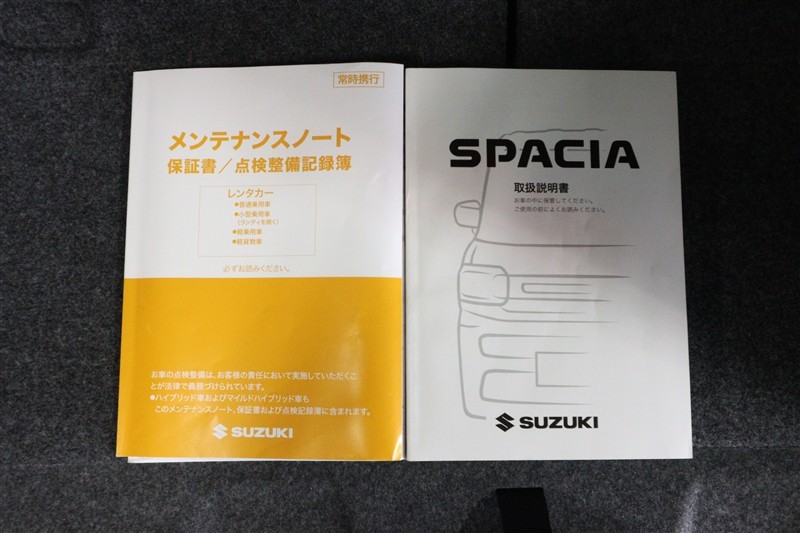 常時携行
メンテナンスノート
保証書／点検整備記録簿
レンタカー
●普通乗用車
●小型乗用車
(ランディを除く)
●軽乗用車
●軽貨物車
必ずお読みください。
お車の点検整備は、お客様の責任において実施していただくこ
とが法律で義務づけられています。
●ハイブリッド車およびマイルドハイブリッド車も
このメンテナンスノート、保証書および点検記録簿に含まれます。
SUZUKI
SPACIA
取扱説明書
お車の中に保管してください。
ご使用の前によくお読みください。
SUZUKI